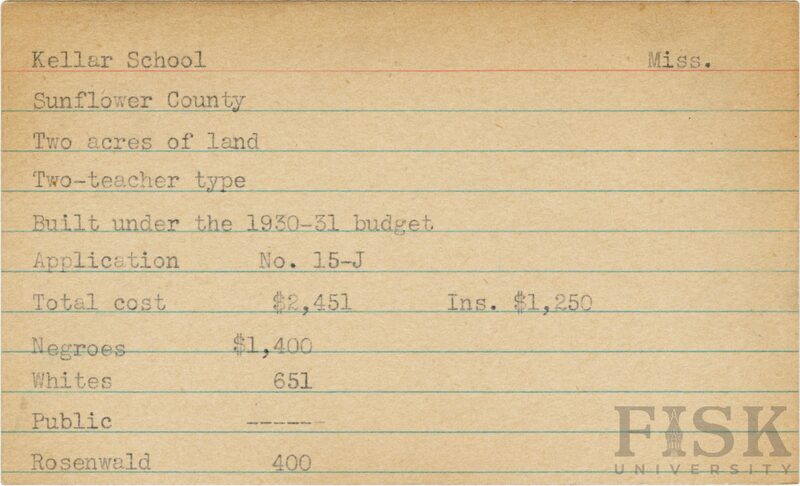 Kellar School Miss.
Sunflower County
Two acres of land
Two-teacher type
Built under the 1930-31 budget
Application No. 15-J
Total cost $2,451 Ins. $1,250
Negroes $1,400
Whites 651
Public -----
Rosenwald 400
FISK
UNIVERSITY